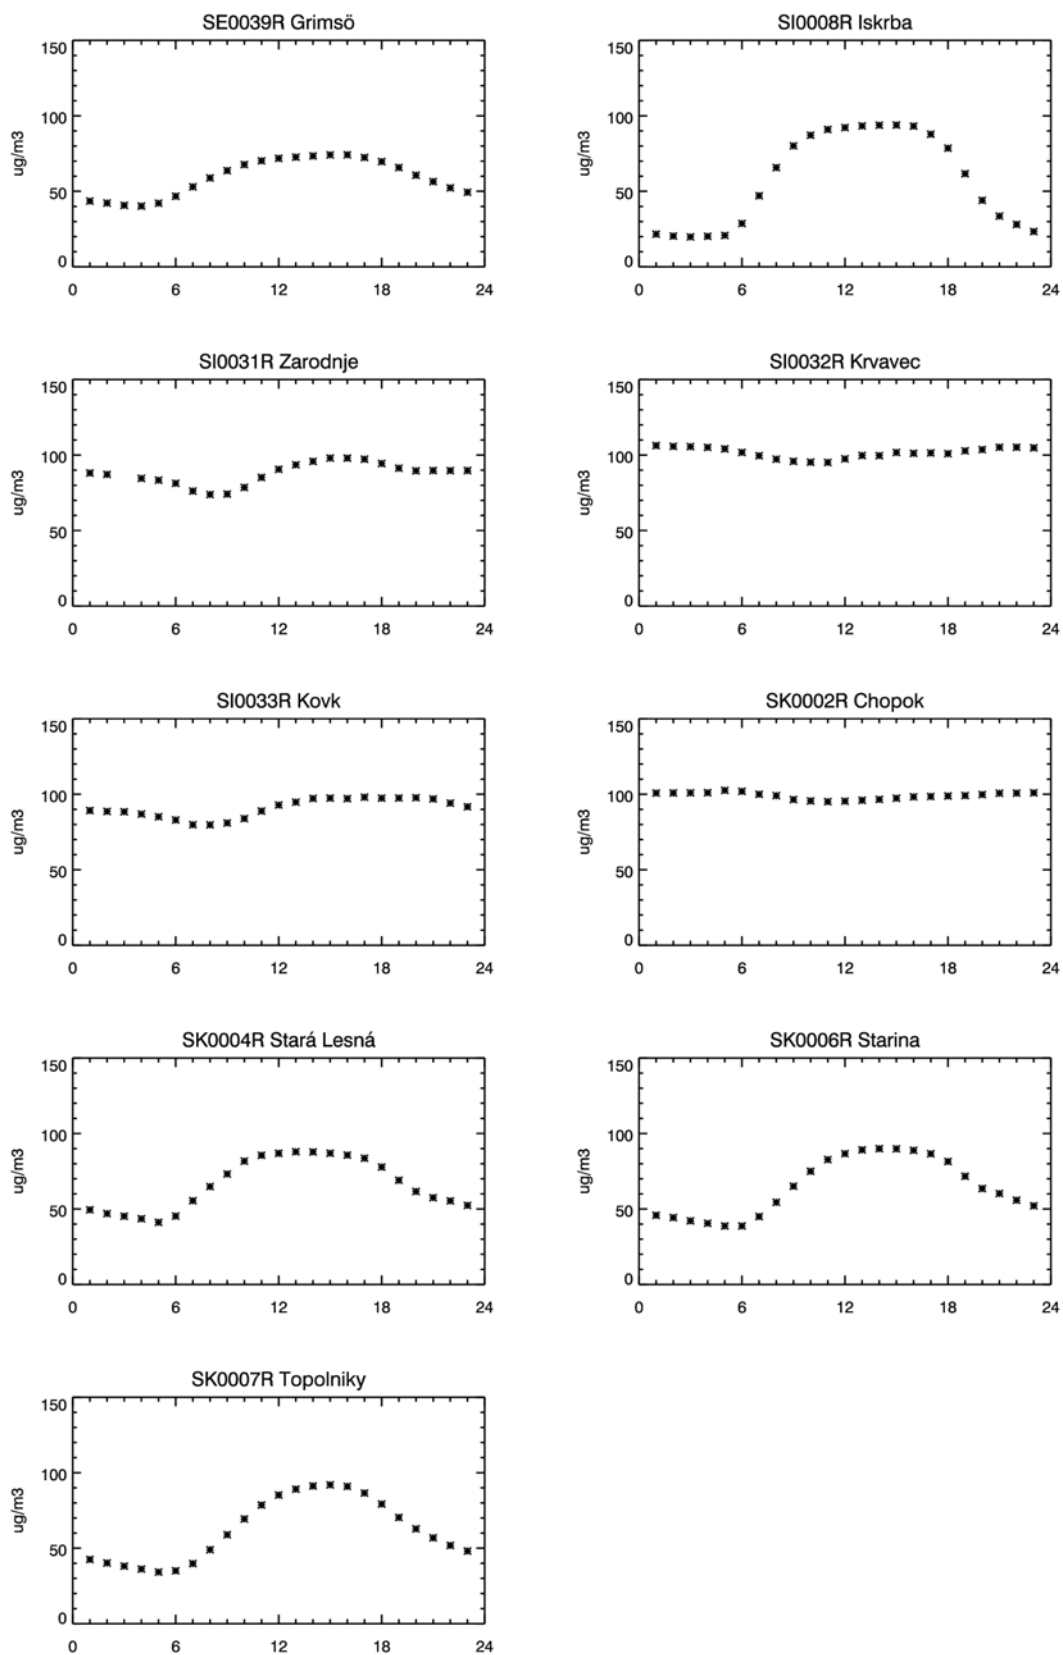 SE0039R Grimsö
150
100
50
0
ug/m3
0 6 12 18 24
SI0008R Iskrba
150
100
50
0
ug/m3
0 6 12 18 24
SI0031R Zarodnje
150
100
50
0
ug/m3
0 6 12 18 24
SI0032R Krvavec
150
100
50
0
ug/m3
0 6 12 18 24
SI0033R Kovk
150
100
50
0
ug/m3
0 6 12 18 24
SK0002R Chopok
150
100
50
0
ug/m3
0 6 12 18 24
SK0004R Stará Lesná
150
100
50
0
ug/m3
0 6 12 18 24
SK0006R Starina
150
100
50
0
ug/m3
0 6 12 18 24
SK0007R Topolniky
150
100
50
0
ug/m3
0 6 12 18 24